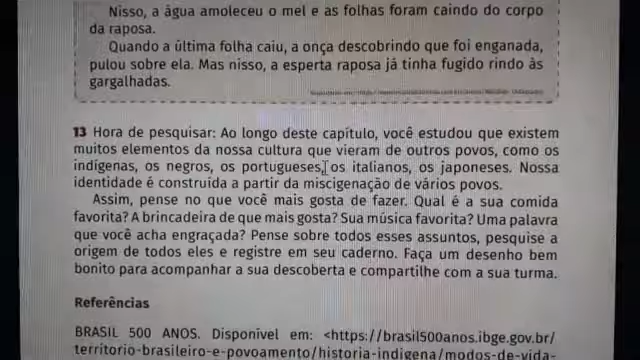 Nisso, a água amoleceu o mel e as folhas foram caindo do corpo
da raposa.
Quando a última folha caiu, a onça descobrindo que foi enganada,
pulou sobre ela. Mas nisso, a esperta raposa já tinha fugido rindo às
gargalhadas.
13 Hora de pesquisar: Ao longo deste capítulo, você estudou que existem
muitos elementos da nossa cultura que vieram de outros povos, como os
indígenas, os negros, os portugueses, os italianos, os japoneses. Nossa
identidade é construída a partir da miscigenação de vários povos.
Assim, pense no que você mais gosta de fazer. Qual é a sua comida
favorita? A brincadeira de que mais gosta? Sua música favorita? Uma palavra
que você acha engraçada? Pense sobre todos esses assuntos, pesquise a
origem de todos eles e registre em seu caderno. Faça um desenho bem
bonito para acompanhar a sua descoberta e compartilhe com a sua turma.
Referências
BRASIL 500 ANOS. Disponível em: <https://brasil500anos.ibge.gov.br/
territorio-brasileiro-e-povoamento/historia-indigena/modos-de-vida-